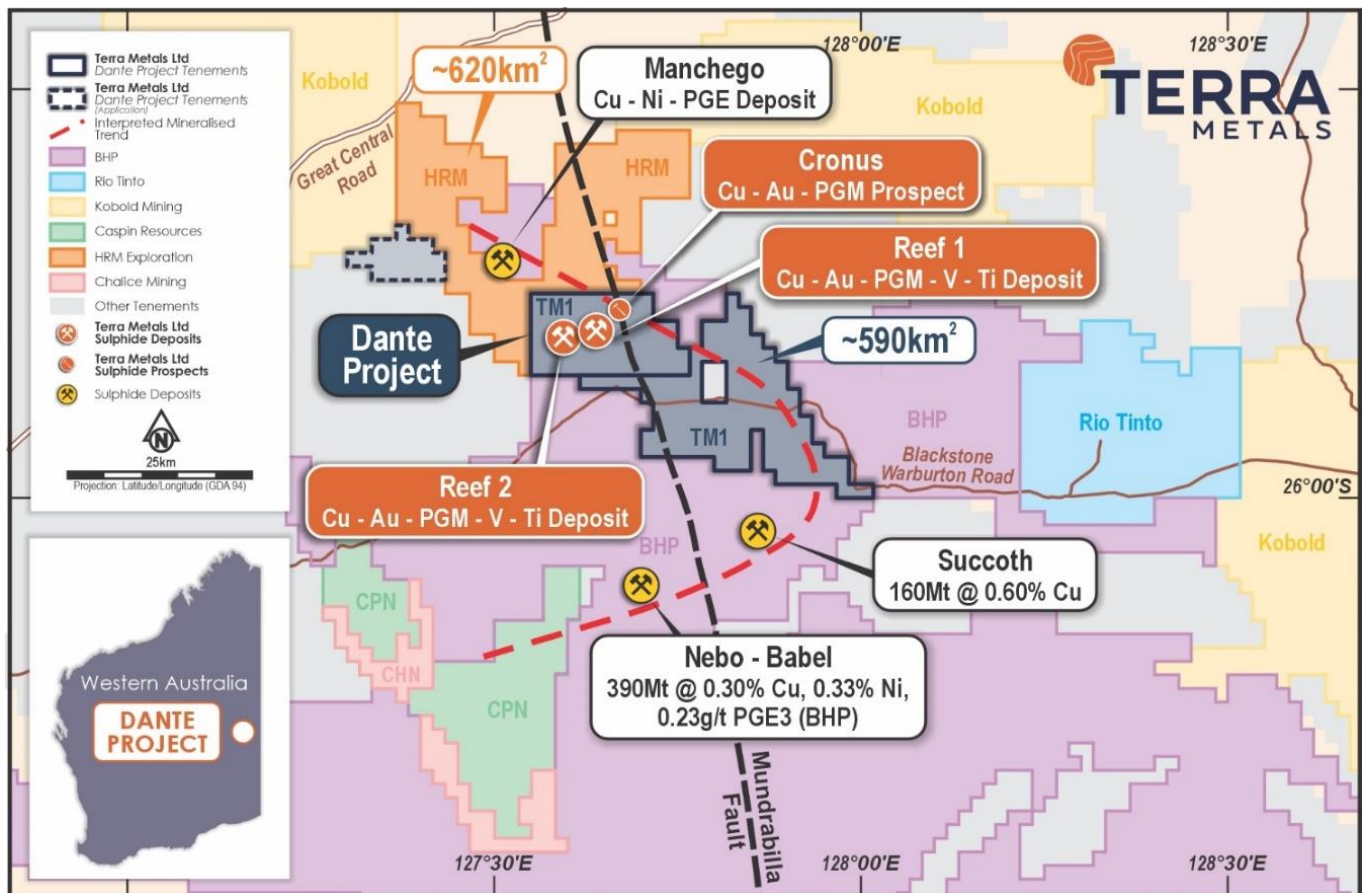 128°00'E
128°30'E
TERRA
METALS
Terra Metals Ltd
Dante Project Tenements
Terra Metals Ltd
Dante Project Tenements
(Application)
Interpreted Mineralised
Trend
BHP
Rio Tinto
Kobold Mining
Caspin Resources
HRM Exploration
Chalice Mining
Other Tenements
Terra Metals Ltd
Sulphide Deposits
Terra Metals Ltd
Sulphide Prospects
Sulphide Deposits
N
25km
Projection: Latitude/Longitude (GDA 94)
Kobold
~620km²
Manchego
Cu - Ni - PGE Deposit
Kobold
Great Central
Road
HRM
HRM
Cronus
Cu - Au - PGM Prospect
Reef 1
Cu - Au - PGM - V - Ti Deposit
TM1
Dante
Project
~590km²
BHP
Rio Tinto
TM1
Blackstone
Warburton Road
26°00'S
Reef 2
Cu - Au - PGM - V - Ti Deposit
BHP
Kobold
Succoth
160Mt @ 0.60% Cu
CPN
CHN
CPN
Nebo - Babel
390Mt @ 0.30% Cu, 0.33% Ni,
0.23g/t PGE3 (BHP)
Western Australia
DANTE
PROJECT
Mundrabilla
Fault
127°30'E
128°00'E
128°30'E